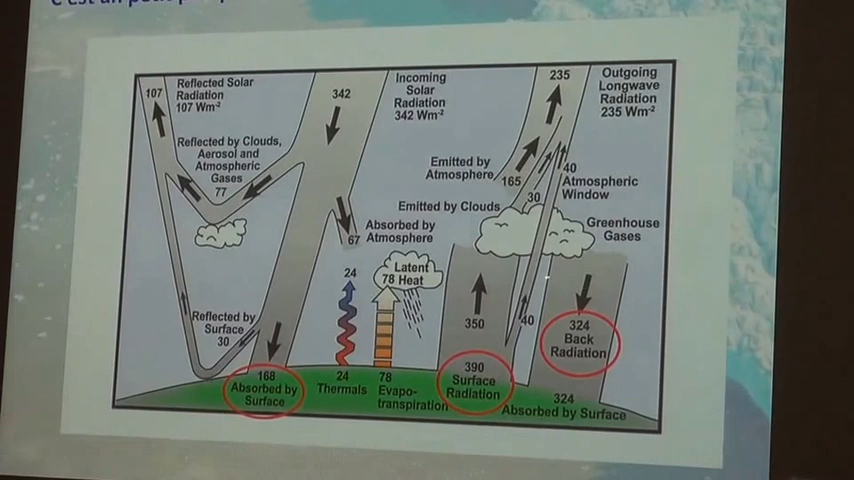 C'est un
107
Reflected Solar
Radiation
107 Wm-2
342
Incoming
Solar
Radiation
342 Wm-2
235
Outgoing
Longwave
Radiation
235 Wm-2
Reflected by Clouds,
Aerosol and
Atmospheric
Gases
77
Emitted by
Atmosphere
165
40
Atmospheric
Window
30
Emitted by Clouds
Greenhouse
Gases
67
Absorbed by
Atmosphere
24
78
Latent
Heat
Reflected by
Surface
30
350
40
324
Back
Radiation
168
Absorbed by
Surface
24
Thermals
78
Evapo-
transpiration
390
Surface
Radiation
324
Absorbed by Surface